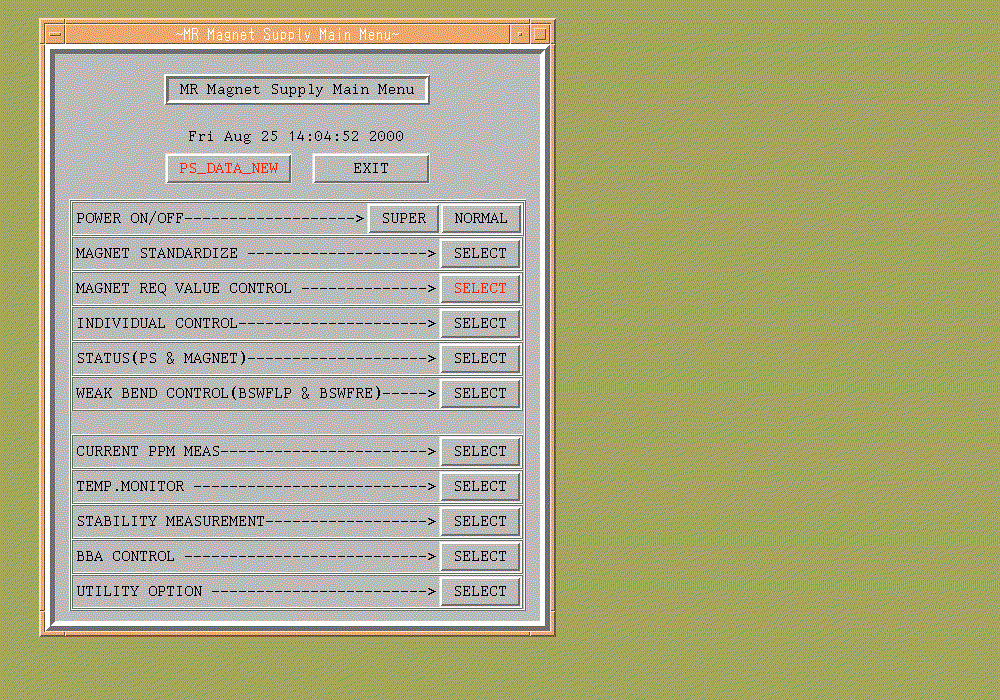 ~MR Magnet Supply Main Menu~
MR Magnet Supply Main Menu
Fri Aug 25 14:04:52 2000
PS_DATA_NEW EXIT
POWER ON/OFF-------------------> SUPER NORMAL
MAGNET STANDARDIZE --------------------> SELECT
MAGNET REQ VALUE CONTROL --------------> SELECT
INDIVIDUAL CONTROL---------------------> SELECT
STATUS(PS & MAGNET)--------------------> SELECT
WEAK BEND CONTROL(BSWFLP & BSWFRE)-----> SELECT
CURRENT PPM MEAS-----------------------> SELECT
TEMP.MONITOR --------------------------> SELECT
STABILITY MEASUREMENT------------------> SELECT
BBA CONTROL ---------------------------> SELECT
UTILITY OPTION ------------------------> SELECT